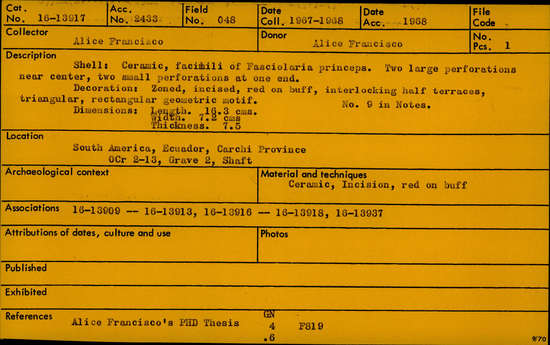 Cat. No. 16-13917 Acc. No. 2433 Field No. 048 Date Coll. 1967-1968 Date Acc. 1968 File Code
Collector Alice Francisco Donor Alice Francisco No. Pcs. 1
Description
Shell: Ceramic, facimili of Fasciolaria princeps. Two large perforations
near center, two small perforations at one end.
Decoration: Zoned, incised, red on buff, interlocking half terraces,
triangular, rectangular geometric motif. No. 9 in Notes.
Dimensions: Length. 18.3 cms.
Width. 7.2 cms
Thickness. 7.5
Location
South America, Ecuador, Carchi Province
OCr 2-13, Grave 2, Shaft
Archaeological context Material and techniques
Ceramic, Incision, red on buff
Associations 16-13909 -- 16-13913, 16-13916 -- 16-13918, 16-13937
Attributions of dates, culture and use Photos
Published
Exhibited
References Alice Francisco's PHD Thesis GN
4 F819
.6
9/70